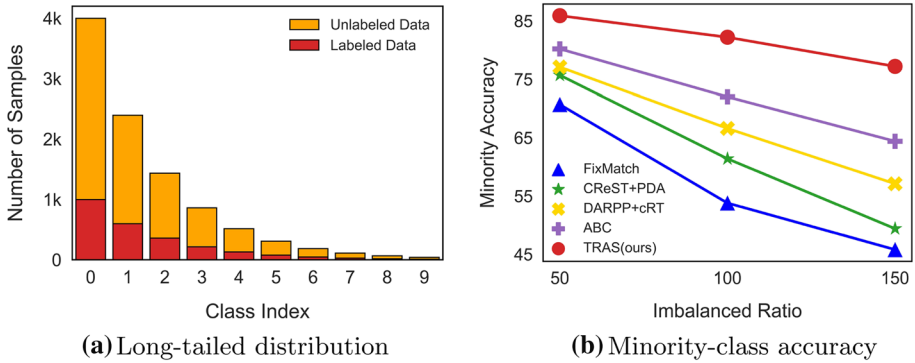 Number of Samples
4k
3k
2k
1k
0
Unlabeled Data
Labeled Data
0 1 2 3 4 5 6 7 8 9
Class Index
(a) Long-tailed distribution
Minority Accuracy
85
75
65
55
45
FixMatch
CReST+PDA
DARPP+cRT
ABC
TRAS(ours)
50 100 150
Imbalanced Ratio
(b) Minority-class accuracy